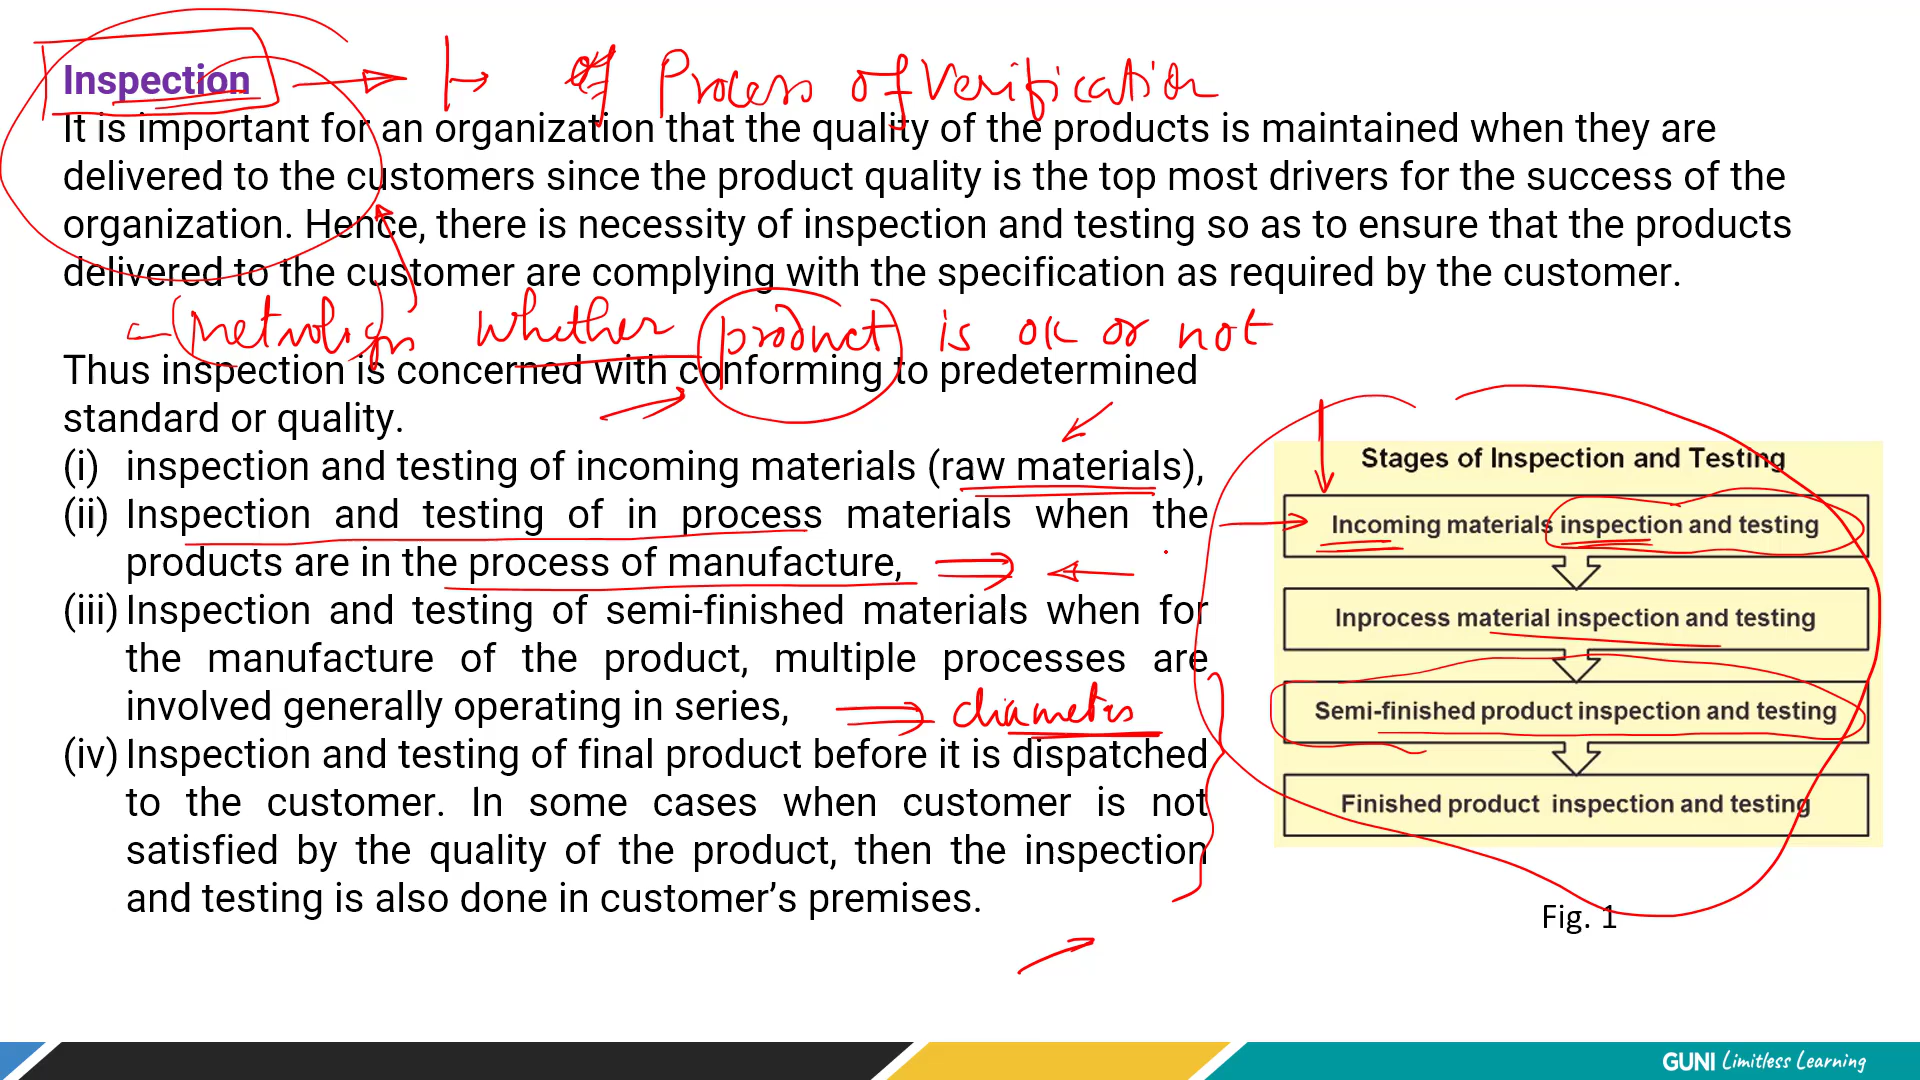 Inspection
Process of Verification
It is important for an organization that the quality of the products is maintained when they are
delivered to the customers since the product quality is the top most drivers for the success of the
organization. Hence, there is necessity of inspection and testing so as to ensure that the products
delivered to the customer are complying with the specification as required by the customer.
whether product is ok or not
Thus inspection is concerned with conforming to predetermined
standard or quality.
(i) inspection and testing of incoming materials (raw materials),
(ii) Inspection and testing of in process materials when the
products are in the process of manufacture,
(iii) Inspection and testing of semi-finished materials when for
the manufacture of the product, multiple processes are
involved generally operating in series,
diameter
(iv) Inspection and testing of final product before it is dispatched
to the customer. In some cases when customer is not
satisfied by the quality of the product, then the inspection
and testing is also done in customer’s premises.
Stages of Inspection and Testing
Incoming materials inspection and testing
Inprocess material inspection and testing
Semi-finished product inspection and testing
Finished product inspection and testing
Fig. 1
GUNI Limitless Learning